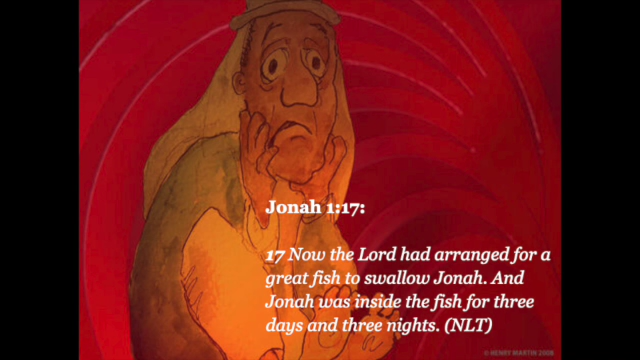 Jonah 1:17:
17 Now the Lord had arranged for a
great fish to swallow Jonah. And
Jonah was inside the fish for three
days and three nights. (NLT)
© HENRY MARTIN 2008